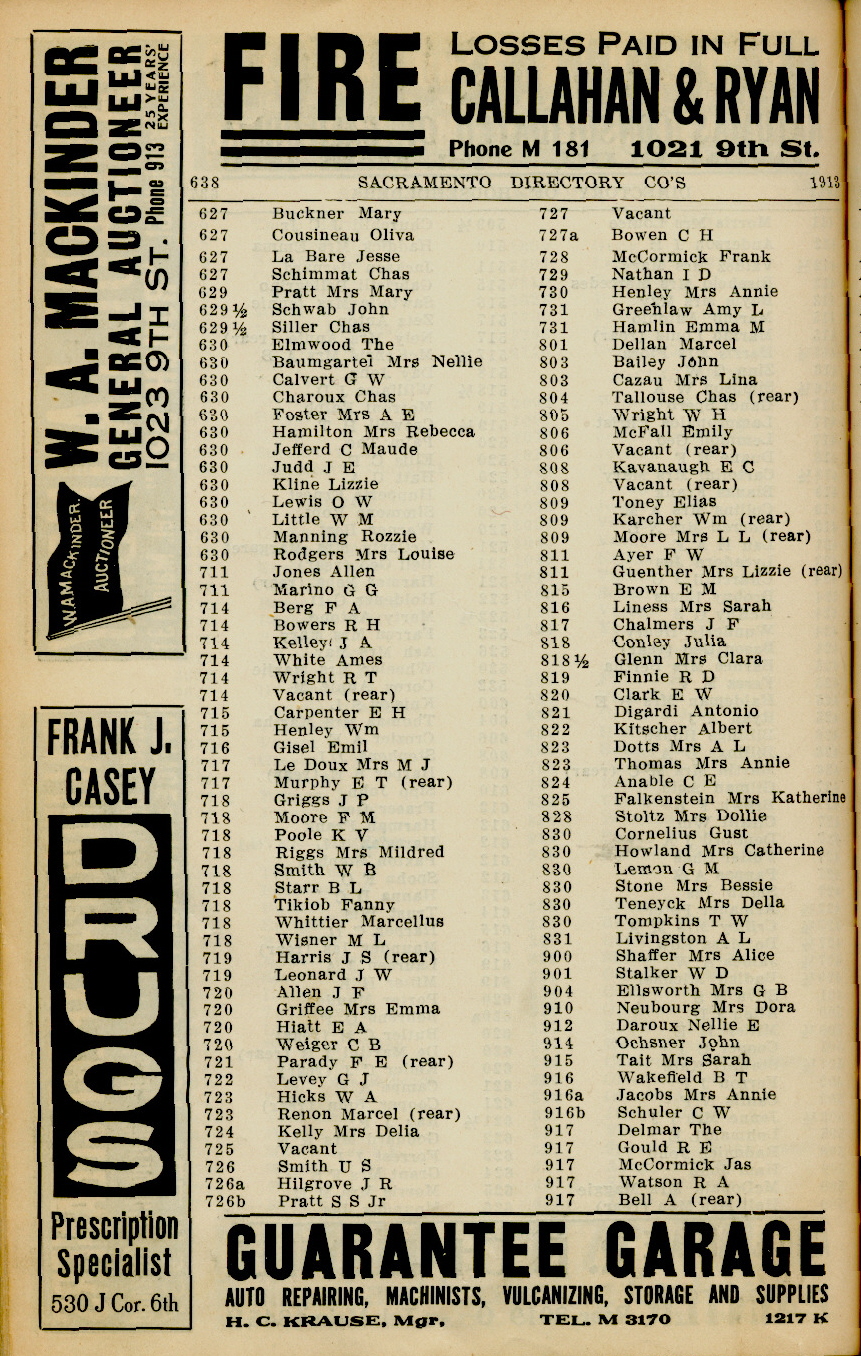 W. A. MACKINDER
GENERAL AUCTIONEER
1023 9TH ST. Phone 913 25 YEARS' EXPERIENCE
W.A.MACKINDER.
AUCTIONEER
FRANK J.
CASEY
DRUGS
Prescription
Specialist
530 J Cor. 6th
FIRE
LOSSES PAID IN FULL
CALLAHAN & RYAN
Phone M 181 1021 9th St.
638 SACRAMENTO DIRECTORY CO'S 1913
627 Buckner Mary
627 Cousineau Oliva
627 La Bare Jesse
627 Schimmat Chas
629 Pratt Mrs Mary
629½ Schwab John
629½ Siller Chas
630 Elmwood The
630 Baumgartel Mrs Nellie
630 Calvert G W
630 Charoux Chas
630 Foster Mrs A E
630 Hamilton Mrs Rebecca
630 Jefferd C Maude
630 Judd J E
630 Kline Lizzie
630 Lewis O W
630 Little W M
630 Manning Rozzie
630 Rodgers Mrs Louise
711 Jones Allen
711 Marino G G
714 Berg F A
714 Bowers R H
714 Kelley J A
714 White Ames
714 Wright R T
714 Vacant (rear)
715 Carpenter E H
715 Henley Wm
716 Gisel Emil
717 Le Doux Mrs M J
717 Murphy E T (rear)
718 Griggs J P
718 Moore F M
718 Poole K V
718 Riggs Mrs Mildred
718 Smith W B
718 Starr B L
718 Tikiob Fanny
718 Whittier Marcellus
718 Wisner M L
719 Harris J S (rear)
719 Leonard J W
720 Allen J F
720 Griffee Mrs Emma
720 Hiatt E A
720 Weiger C B
721 Parady F E (rear)
722 Levey G J
723 Hicks W A
723 Renon Marcel (rear)
724 Kelly Mrs Delia
725 Vacant
726 Smith U S
726a Hilgrove J R
726b Pratt S S Jr
727 Vacant
727a Bowen C H
728 McCormick Frank
729 Nathan I D
730 Henley Mrs Annie
731 Greenlaw Amy L
731 Hamlin Emma M
801 Dellan Marcel
803 Bailey John
803 Cazau Mrs Lina
804 Tallouse Chas (rear)
805 Wright W H
806 McFall Emily
806 Vacant (rear)
808 Kavanaugh E C
808 Vacant (rear)
809 Toney Elias
809 Karcher Wm (rear)
809 Moore Mrs L L (rear)
811 Ayer F W
811 Guenther Mrs Lizzie (rear)
815 Brown E M
816 Liness Mrs Sarah
817 Chalmers J F
818 Conley Julia
818½ Glenn Mrs Clara
819 Finnie R D
820 Clark E W
821 Digardi Antonio
822 Kitscher Albert
823 Dotts Mrs A L
823 Thomas Mrs Annie
824 Anable C E
825 Falkenstein Mrs Katherine
828 Stoltz Mrs Dollie
830 Cornelius Gust
830 Howland Mrs Catherine
830 Lemon G M
830 Stone Mrs Bessie
830 Teneyck Mrs Della
830 Tompkins T W
831 Livingston A L
900 Shaffer Mrs Alice
901 Stalker W D
904 Ellsworth Mrs G B
910 Neubourg Mrs Dora
912 Daroux Nellie E
914 Ochsner John
915 Tait Mrs Sarah
916 Wakefield B T
916a Jacobs Mrs Annie
916b Schuler C W
917 Delmar The
917 Gould R E
917 McCormick Jas
917 Watson R A
917 Bell A (rear)
GUARANTEE GARAGE
AUTO REPAIRING, MACHINISTS, VULCANIZING, STORAGE AND SUPPLIES
H. C. KRAUSE, Mgr, TEL. M 3170 1217 K